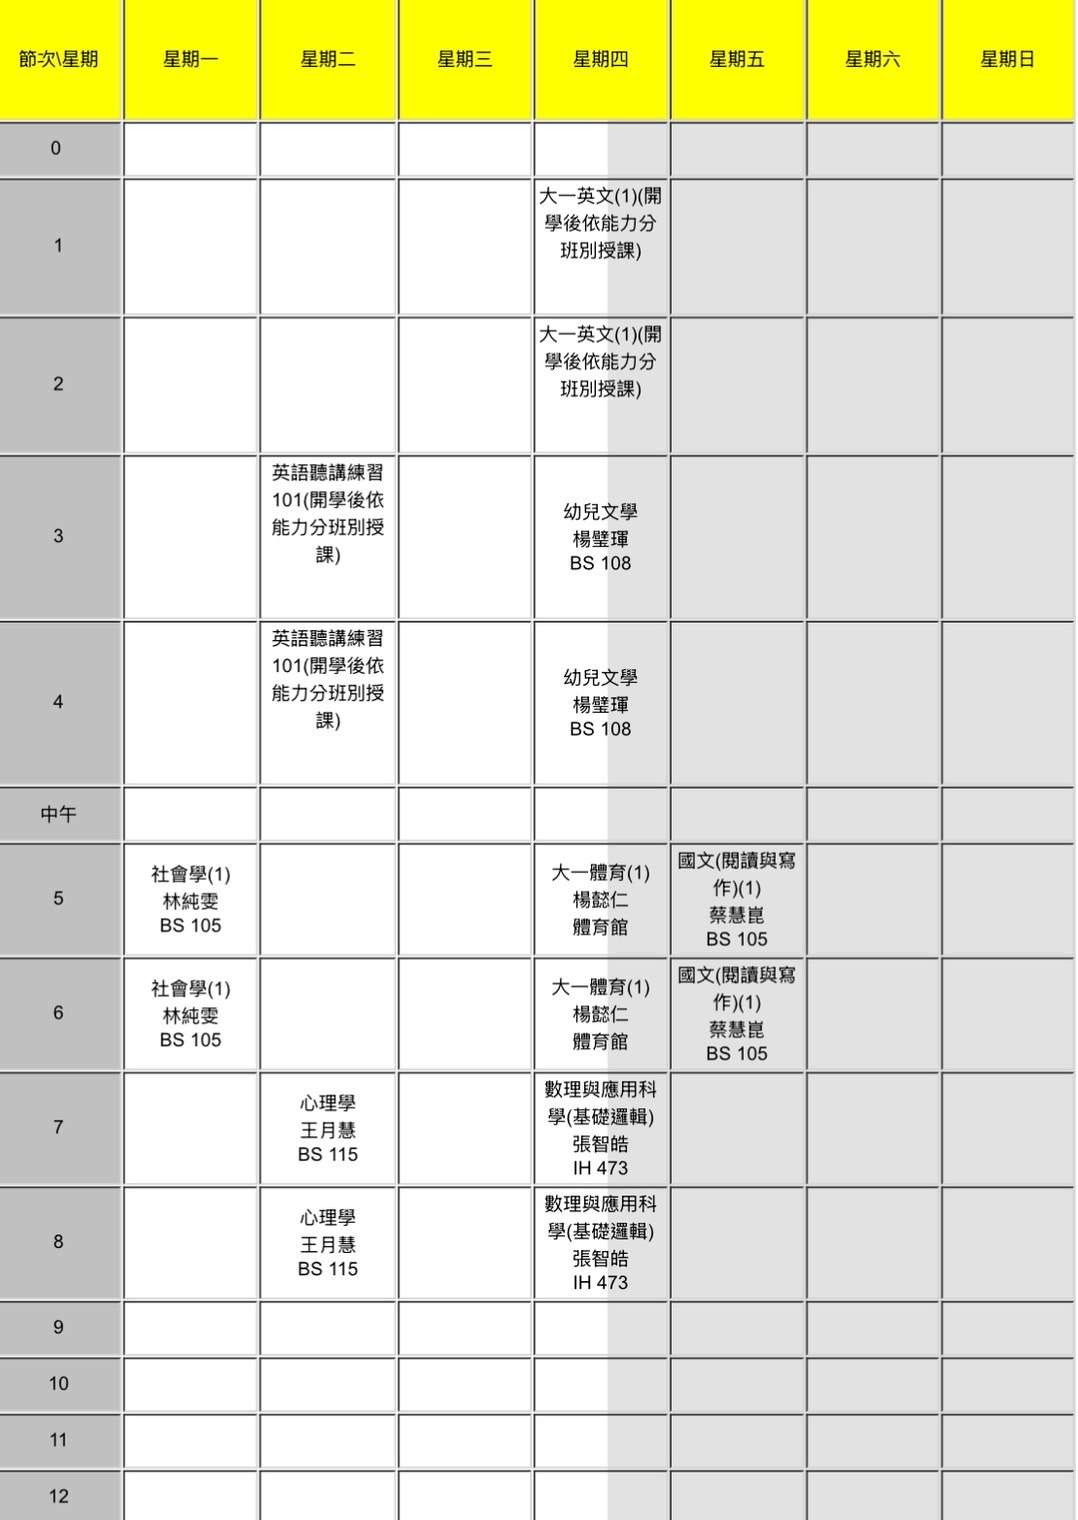 節次\星期 星期一 星期二 星期三 星期四 星期五 星期六 星期日
0
1
大一英文(1)(開
學後依能力分
班別授課)
2
大一英文(1)(開
學後依能力分
班別授課)
3
英語聽講練習
101(開學後依
能力分班別授
課)
幼兒文學
楊璧琿
BS 108
4
英語聽講練習
101(開學後依
能力分班別授
課)
幼兒文學
楊璧琿
BS 108
中午
5
社會學(1)
林純雯
BS 105
大一體育(1)
楊懿仁
體育館
國文(閱讀與寫
作)(1)
蔡慧崑
BS 105
6
社會學(1)
林純雯
BS 105
大一體育(1)
楊懿仁
體育館
國文(閱讀與寫
作)(1)
蔡慧崑
BS 105
7
心理學
王月慧
BS 115
數理與應用科
學(基礎邏輯)
張智皓
IH 473
8
心理學
王月慧
BS 115
數理與應用科
學(基礎邏輯)
張智皓
IH 473
9
10
11
12